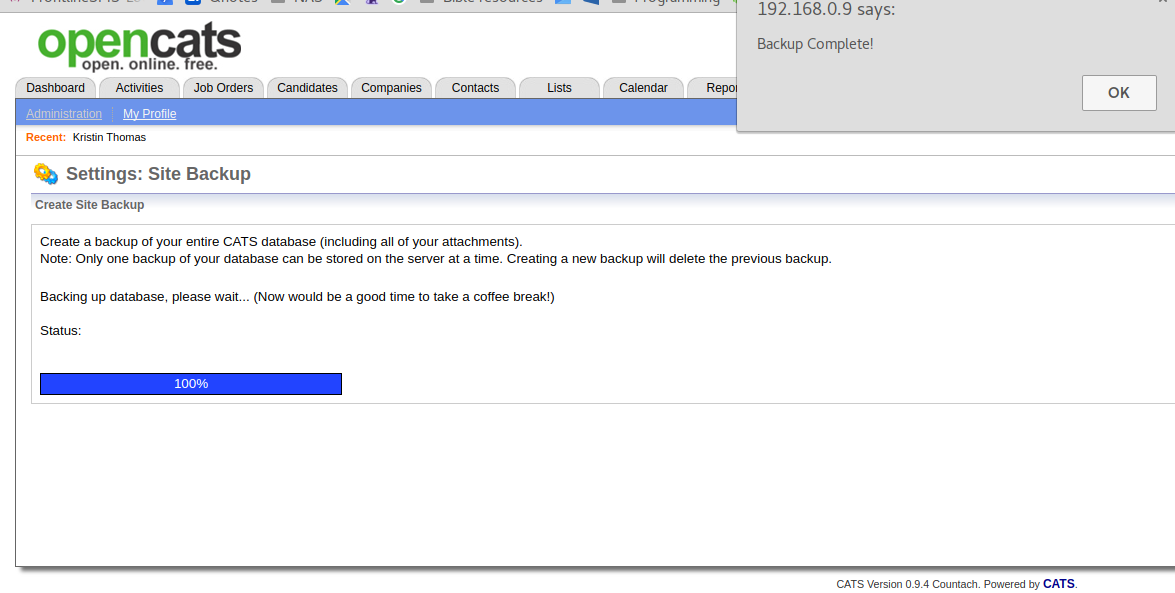 Bible resources
Programming
192.168.0.9 says:
Backup Complete!
OK
opencats
open. online. free.
Dashboard Activities Job Orders Candidates Companies Contacts Lists Calendar Repor
Administration My Profile
Recent: Kristin Thomas
Settings: Site Backup
Create Site Backup
Create a backup of your entire CATS database (including all of your attachments).
Note: Only one backup of your database can be stored on the server at a time. Creating a new backup will delete the previous backup.
Backing up database, please wait... (Now would be a good time to take a coffee break!)
Status:
100%
CATS Version 0.9.4 Countach. Powered by CATS.